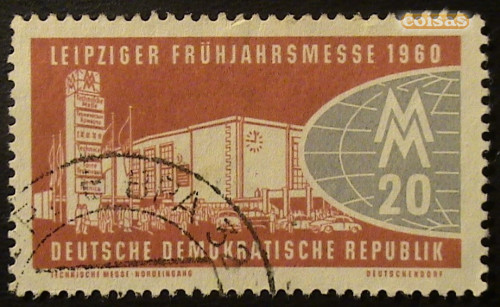 coisas
LEIPZIGER FRÜHJAHRSMESSE 1960
MM
20
DEUTSCHE DEMOKRATISCHE REPUBLIK
TECHNISCHE MESSE · NORDEINGANG
DEUTSCHENDORF